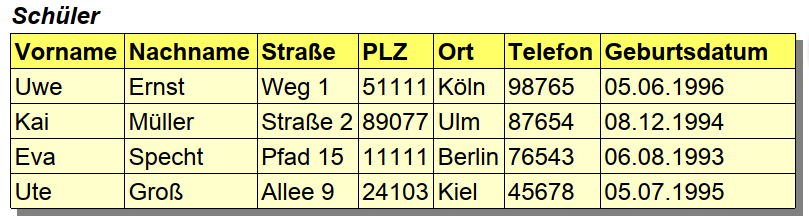 Schüler
Vorname Nachname Straße PLZ Ort Telefon Geburtsdatum
Uwe Ernst Weg 1 51111 Köln 98765 05.06.1996
Kai Müller Straße 2 89077 Ulm 87654 08.12.1994
Eva Specht Pfad 15 11111 Berlin 76543 06.08.1993
Ute Groß Allee 9 24103 Kiel 45678 05.07.1995